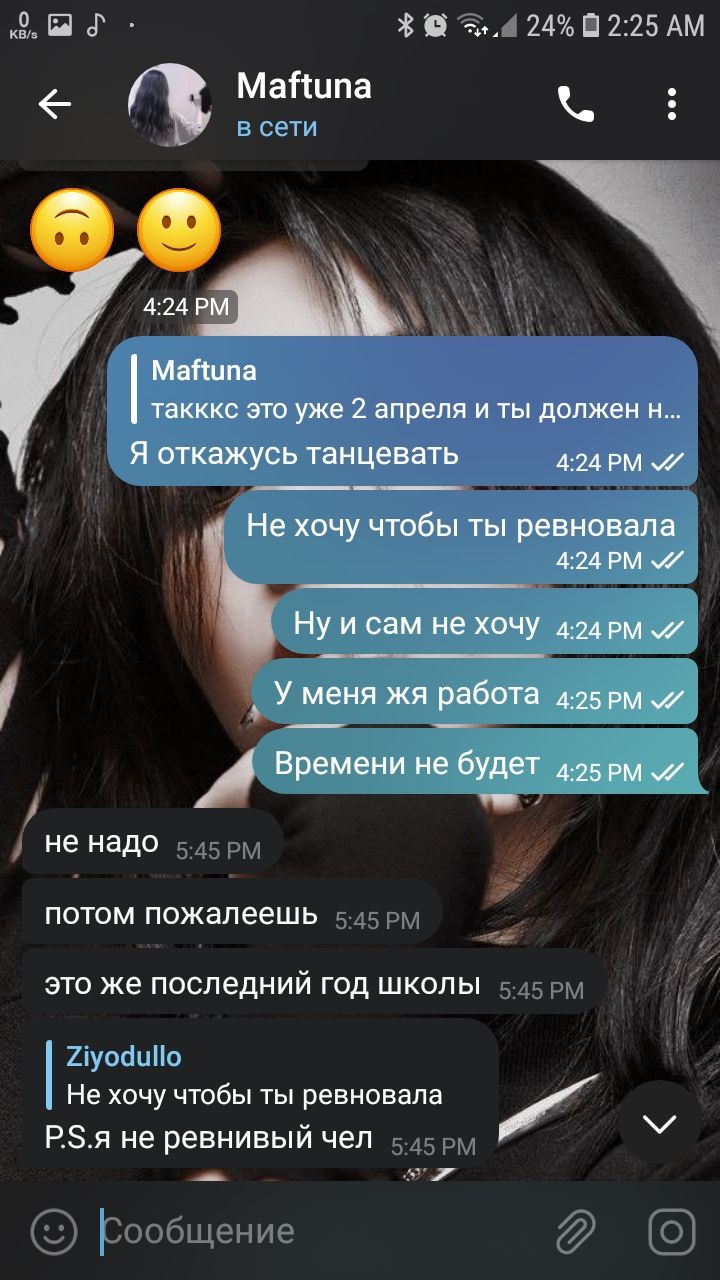 0
KB/s
24% 2:25 AM
Maftuna
в сети
4:24 PM
Maftuna
такккс это уже 2 апреля и ты должен н...
Я откажусь танцевать 4:24 PM
Не хочу чтобы ты ревновала
4:24 PM
Ну и сам не хочу 4:24 PM
У меня жя работа 4:25 PM
Времени не будет 4:25 PM
не надо 5:45 PM
потом пожалеешь 5:45 PM
это же последний год школы 5:45 PM
Ziyodullo
Не хочу чтобы ты ревновала
P.S.я не ревнивый чел 5:45 PM
Сообщение